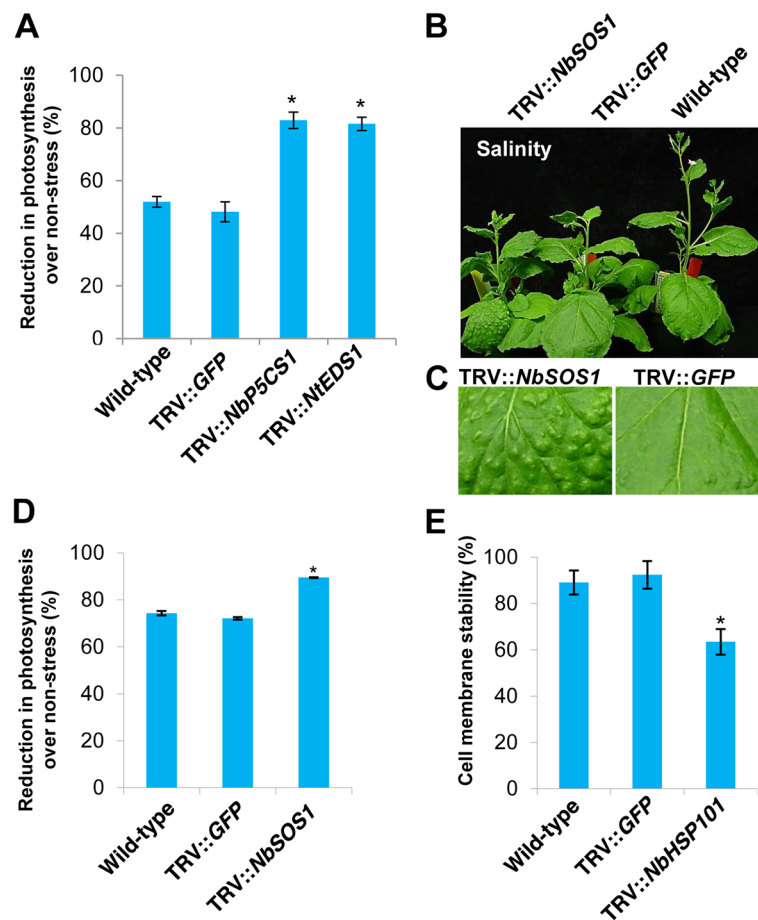 A
Reduction in photosynthesis
over non-stress (%)
100
80
60
40
20
0
*
*
Wild-type
TRV::GFP
TRV::NbP5CS1
TRV::NtEDS1
B
TRV::NbSOS1
TRV::GFP
Wild-type
Salinity
C
TRV::NbSOS1
TRV::GFP
D
Reduction in photosynthesis
over non-stress (%)
100
80
60
40
20
0
*
Wild-type
TRV::GFP
TRV::NbSOS1
E
Cell membrane stability (%)
100
80
60
40
20
0
*
Wild-type
TRV::GFP
TRV::NbHSP101